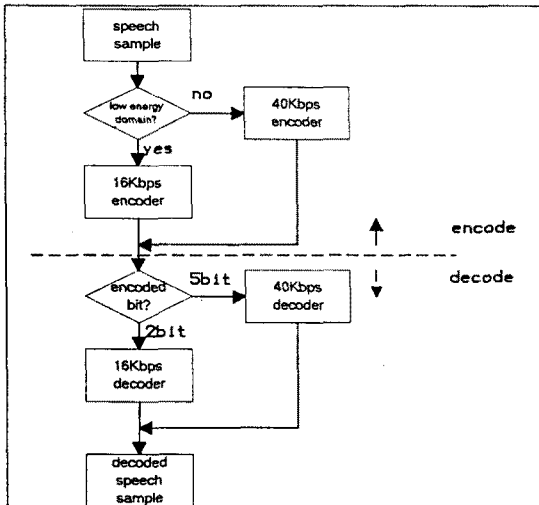 speech
sample
low energy
domain?
no
40Kbps
encoder
yes
16Kbps
encoder
encode
decode
encoded
bit?
5bit
40Kbps
decoder
2bit
16Kbps
decoder
decoded
speech
sample